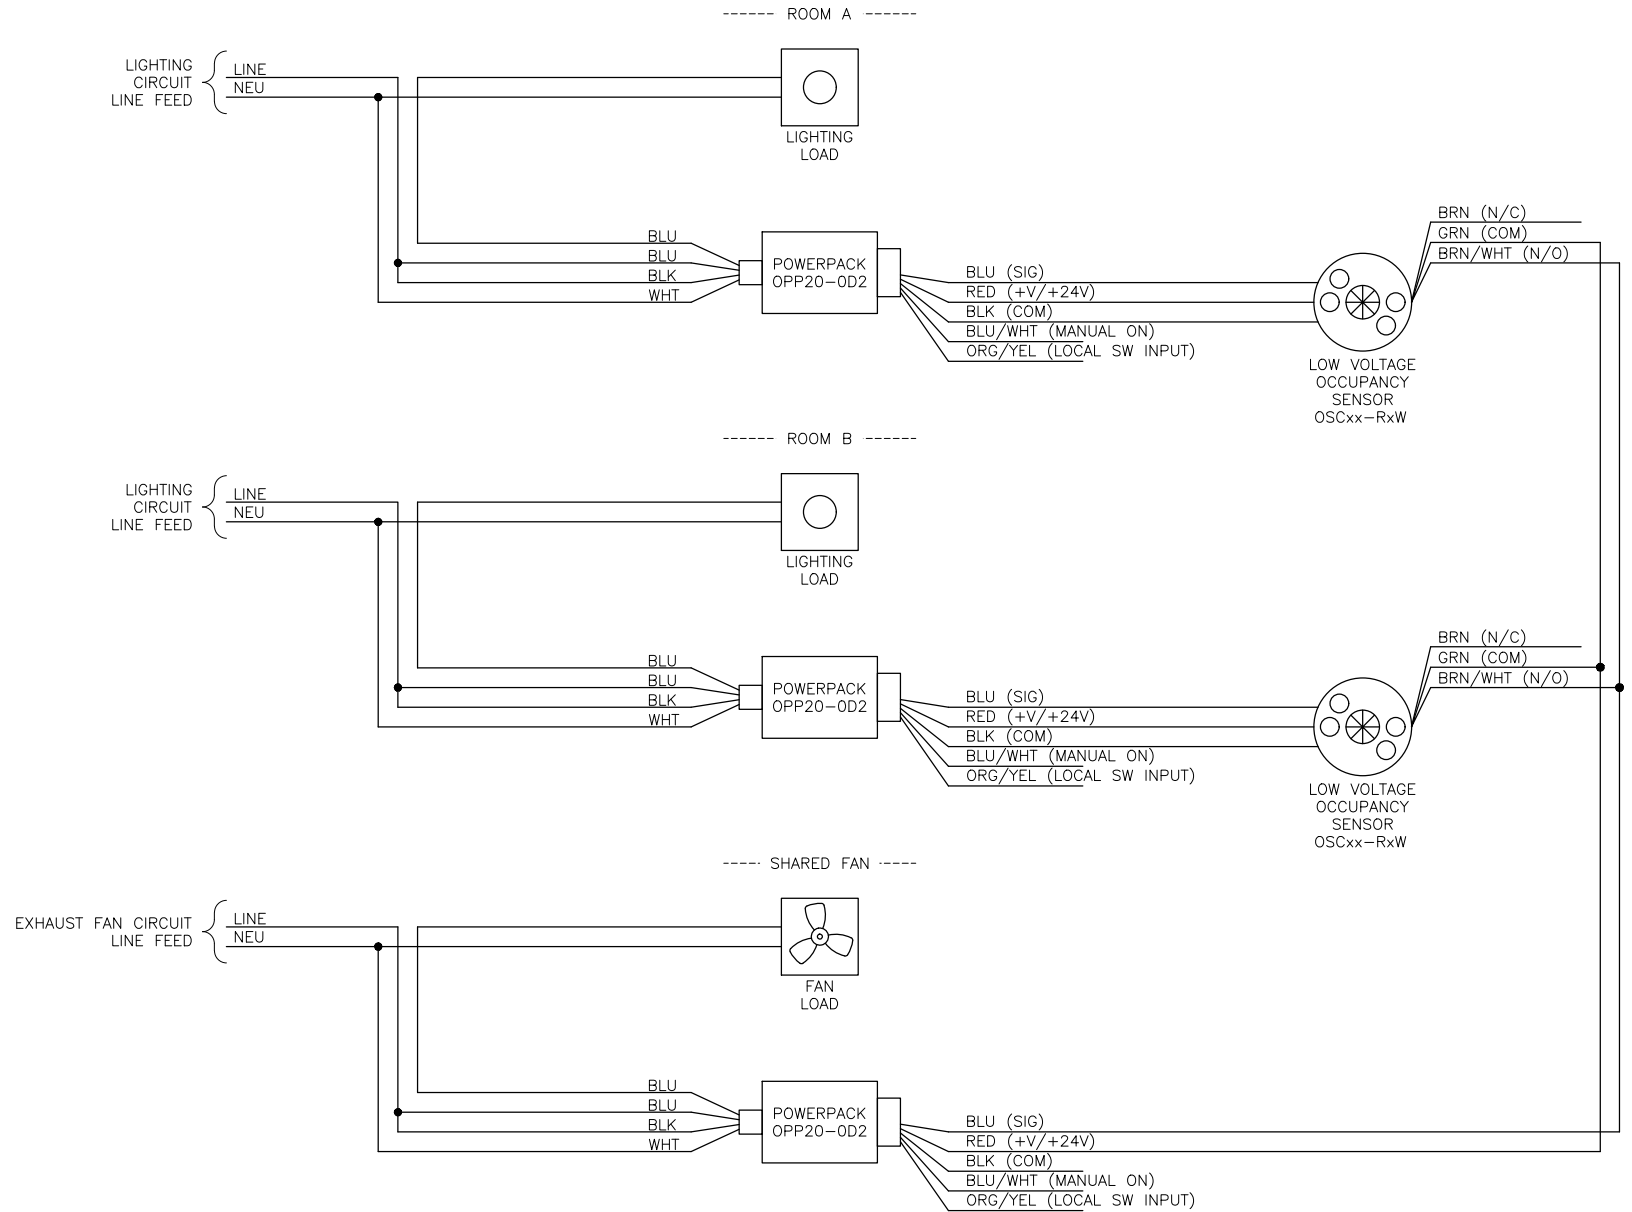 ROOM A
LIGHTING
CIRCUIT
LINE FEED
LINE
NEU
LIGHTING
LOAD
BLU
BLU
BLK
WHT
POWERPACK
OPP20-0D2
BLU (SIG)
RED (+V/+24V)
BLK (COM)
BLU/WHT (MANUAL ON)
ORG/YEL (LOCAL SW INPUT)
BRN (N/C)
GRN (COM)
BRN/WHT (N/O)
LOW VOLTAGE
OCCUPANCY
SENSOR
OSCxx-RxW
ROOM B
LIGHTING
CIRCUIT
LINE FEED
LINE
NEU
LIGHTING
LOAD
BLU
BLU
BLK
WHT
POWERPACK
OPP20-0D2
BLU (SIG)
RED (+V/+24V)
BLK (COM)
BLU/WHT (MANUAL ON)
ORG/YEL (LOCAL SW INPUT)
BRN (N/C)
GRN (COM)
BRN/WHT (N/O)
LOW VOLTAGE
OCCUPANCY
SENSOR
OSCxx-RxW
SHARED FAN
EXHAUST FAN CIRCUIT
LINE FEED
LINE
NEU
FAN
LOAD
BLU
BLU
BLK
WHT
POWERPACK
OPP20-0D2
BLU (SIG)
RED (+V/+24V)
BLK (COM)
BLU/WHT (MANUAL ON)
ORG/YEL (LOCAL SW INPUT)